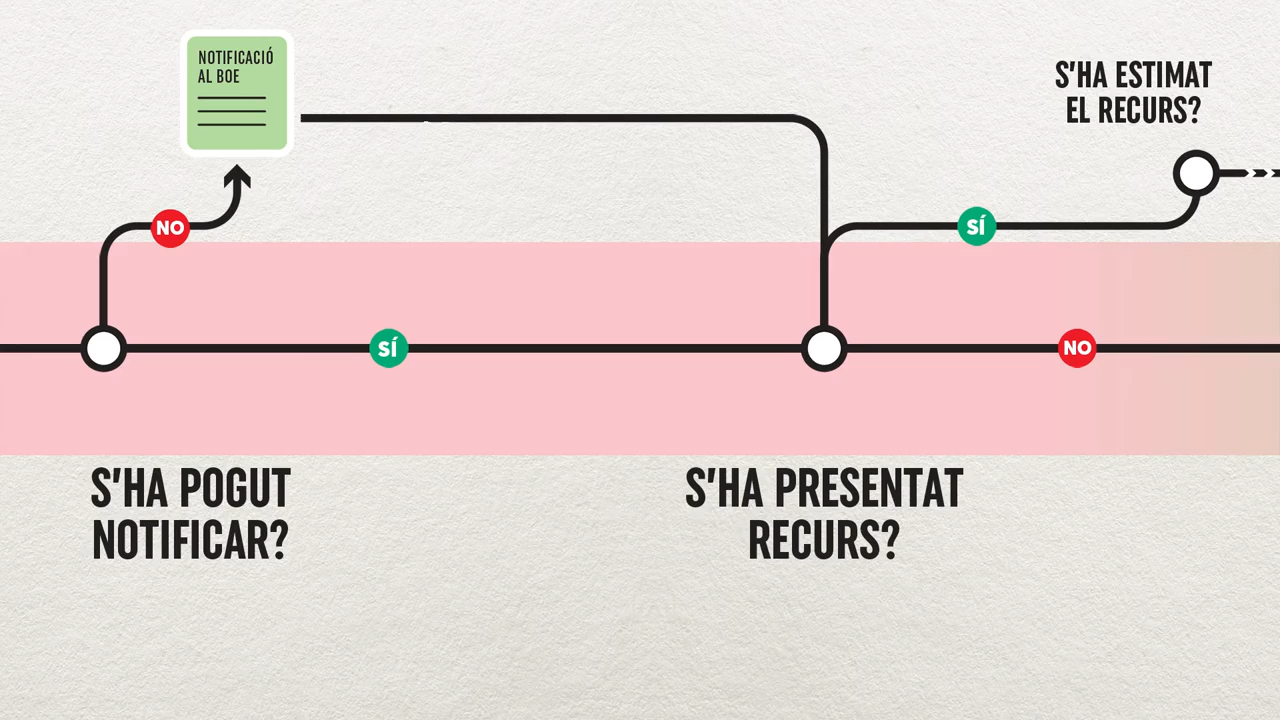 NOTIFICACIÓ
AL BOE
S'HA ESTIMAT
EL RECURS?
NO
SÍ
SÍ
NO
S'HA POGUT
NOTIFICAR?
S'HA PRESENTAT
RECURS?